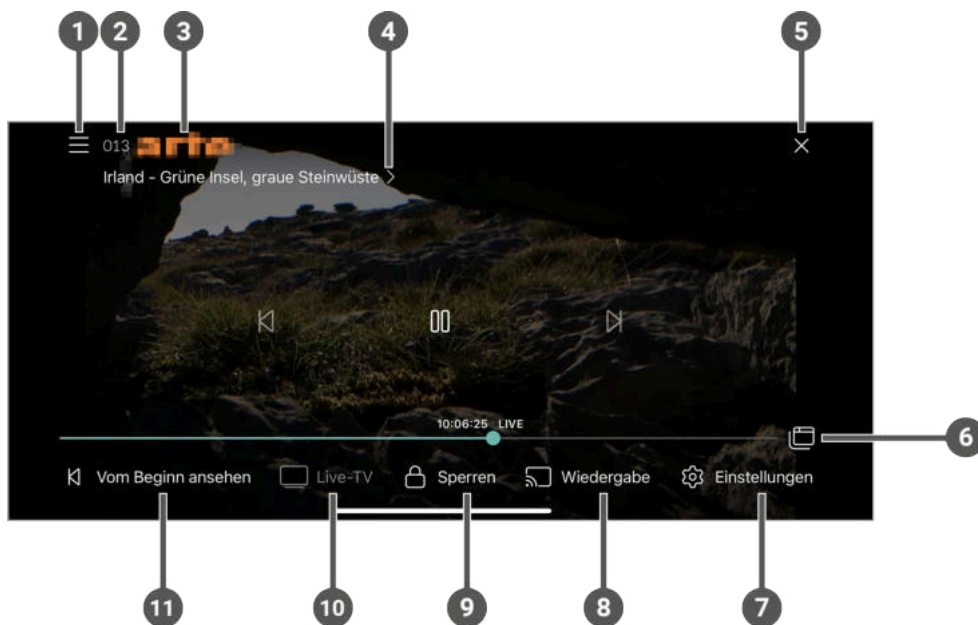 1 2 3 4 5
013 arte
Irland - Grüne Insel, graue Steinwüste >
10:06:25 LIVE
6
Vom Beginn ansehen Live-TV Sperren Wiedergabe Einstellungen
11 10 9 8 7